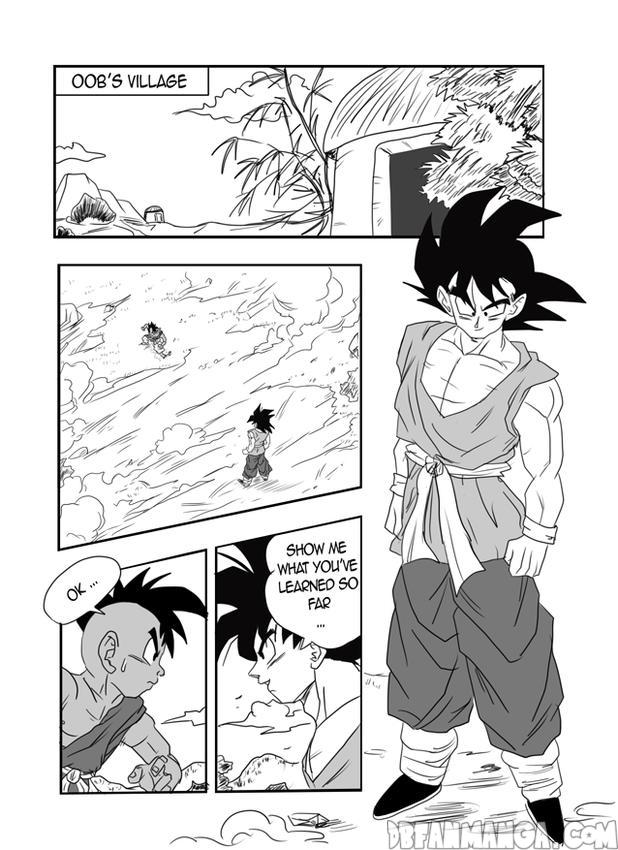 OOB'S VILLAGE
SHOW ME
WHAT YOU'VE
LEARNED SO
FAR
...
OK ...
DBFANMANGA.COM